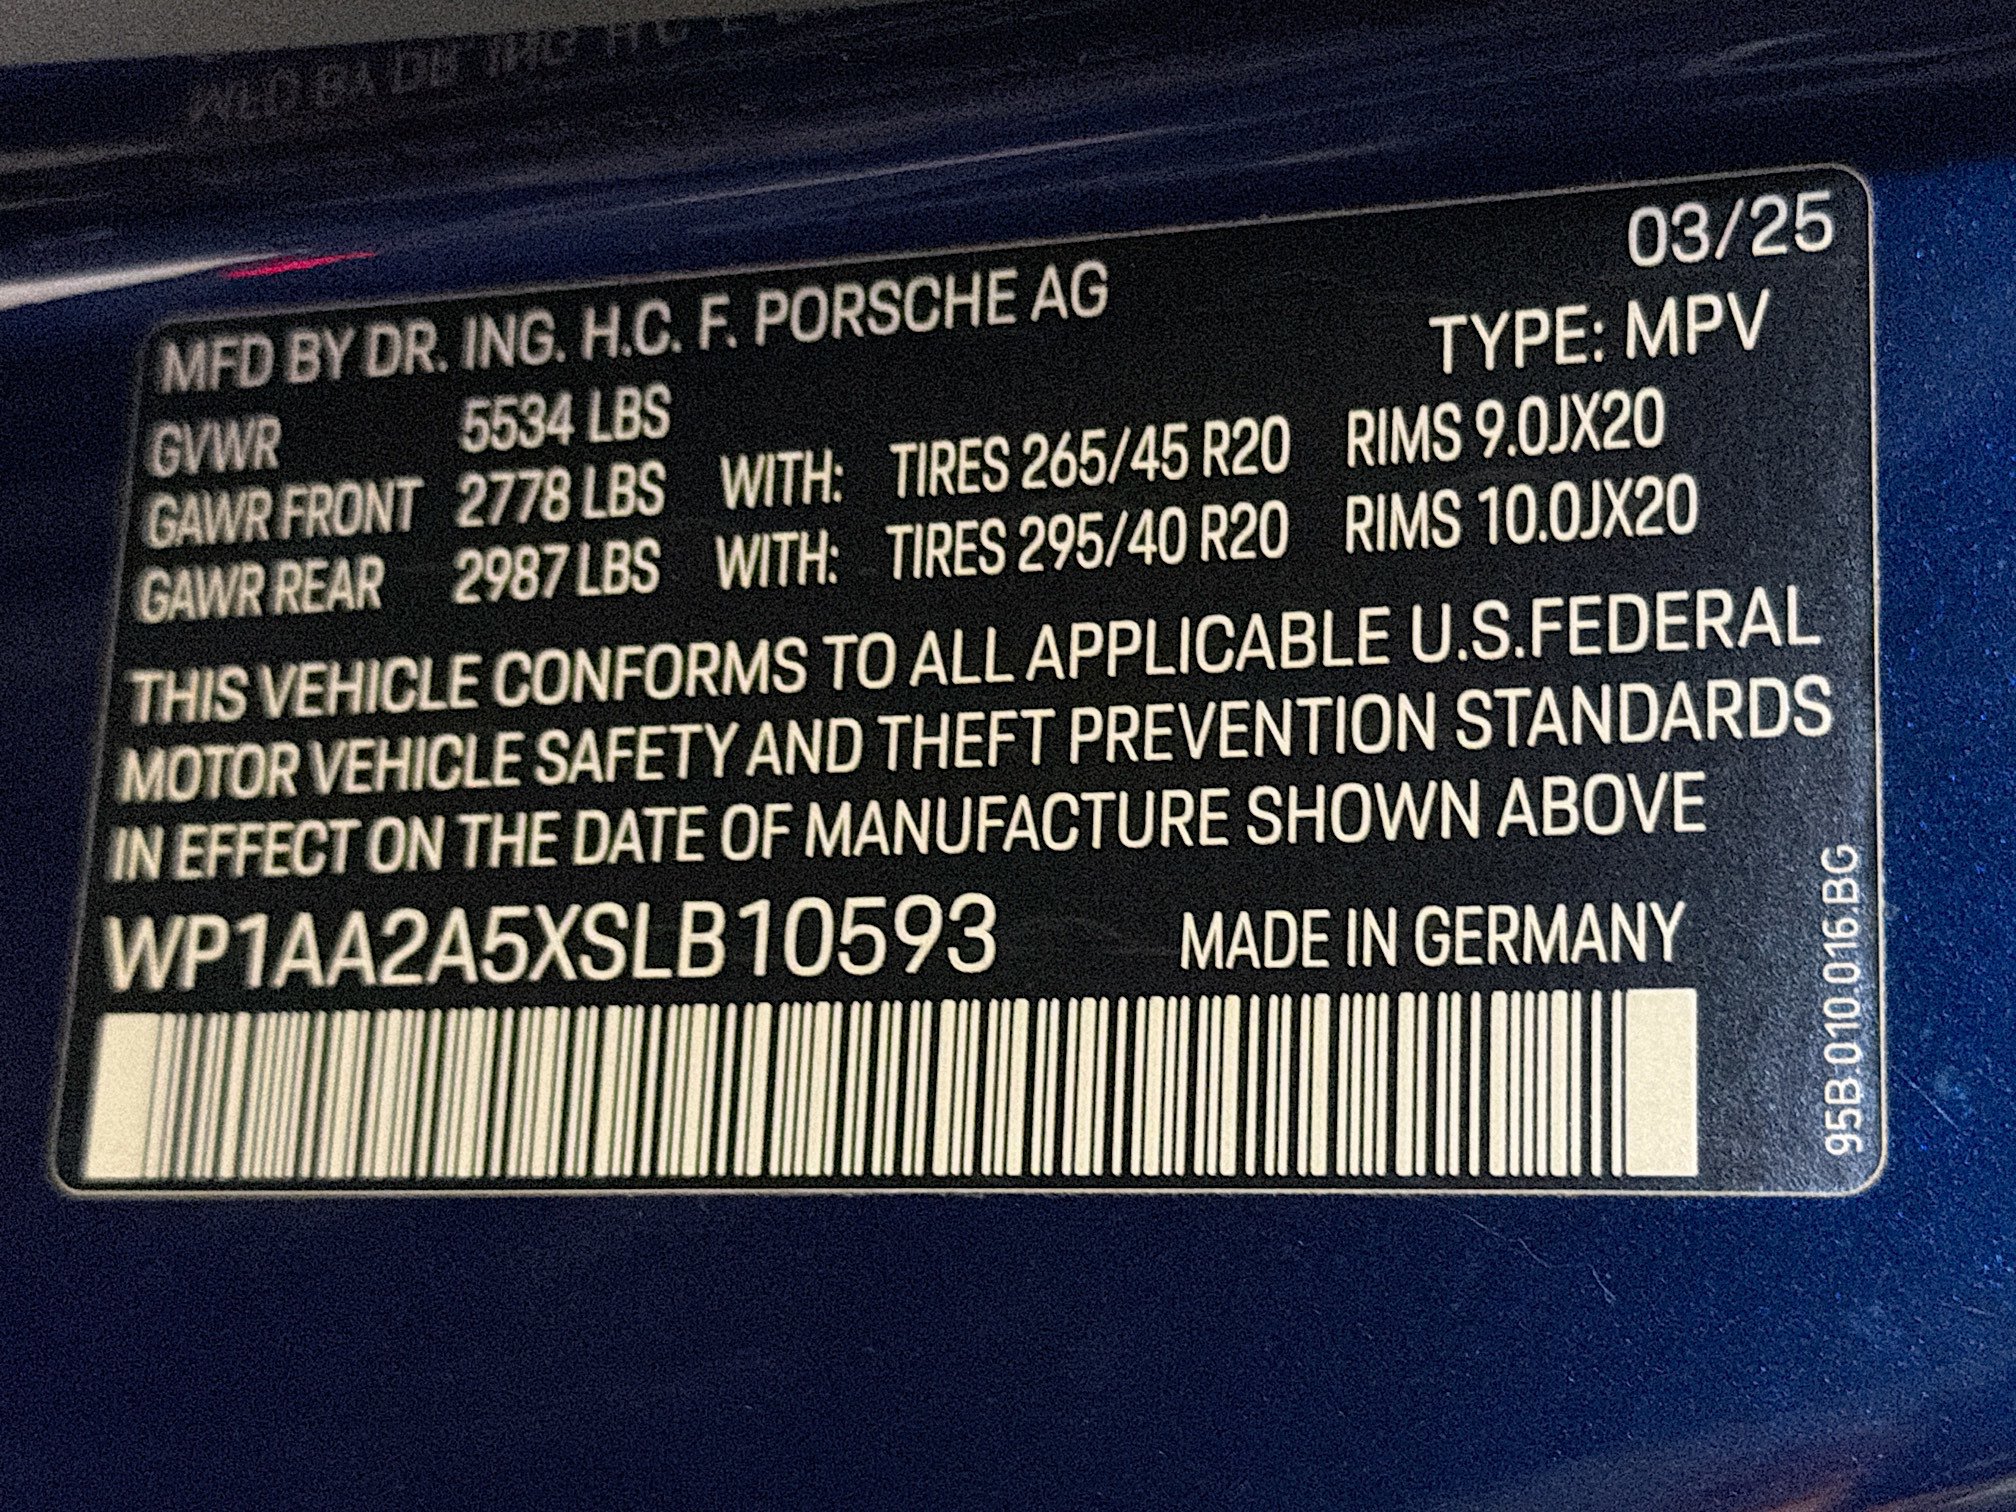 03/25
MFD BY DR. ING. H.C. F. PORSCHE AG
TYPE: MPV
GVWR 5534 LBS
GAWR FRONT 2778 LBS WITH: TIRES 265/45 R20 RIMS 9.0JX20
GAWR REAR 2987 LBS WITH: TIRES 295/40 R20 RIMS 10.0JX20
THIS VEHICLE CONFORMS TO ALL APPLICABLE U.S.FEDERAL
MOTOR VEHICLE SAFETY AND THEFT PREVENTION STANDARDS
IN EFFECT ON THE DATE OF MANUFACTURE SHOWN ABOVE
WP1AA2A5XSLB10593 MADE IN GERMANY
95B.010.016.BG